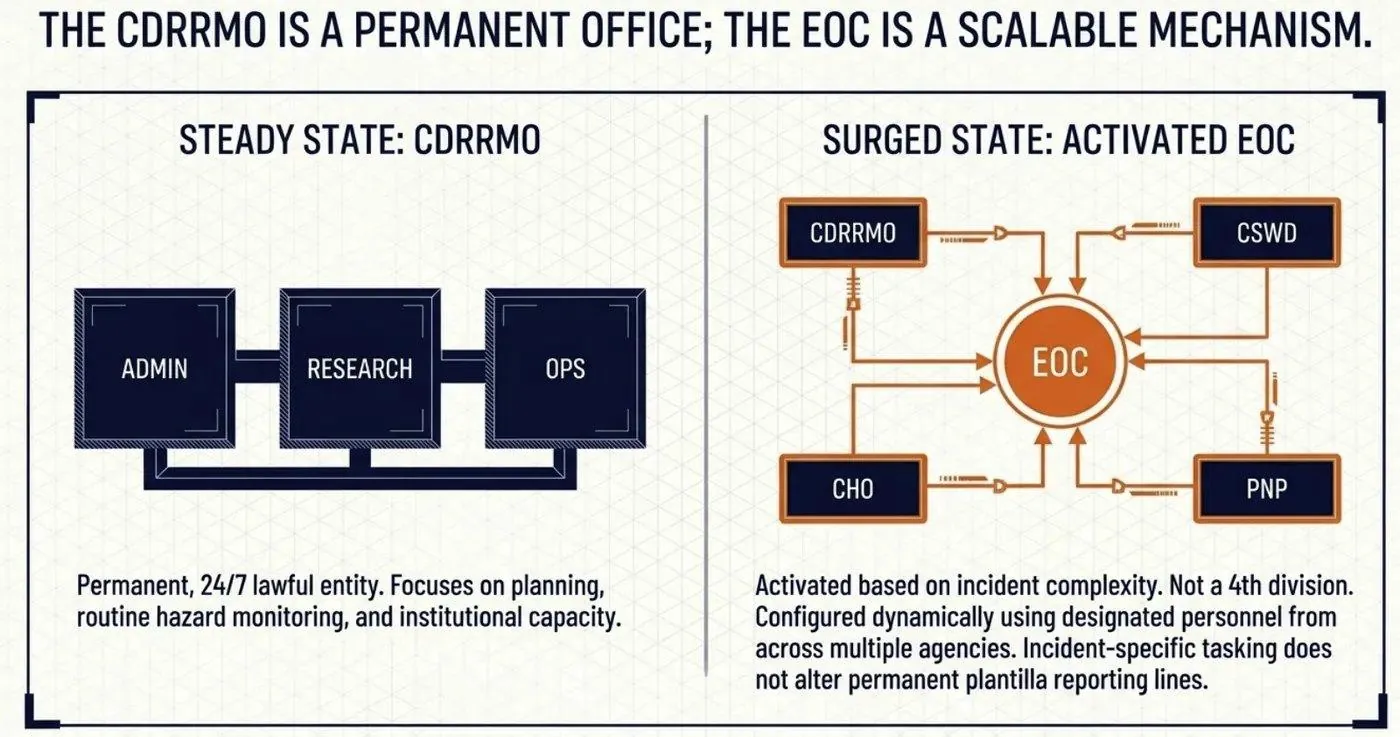 THE CDRRMO IS A PERMANENT OFFICE; THE EOC IS A SCALABLE MECHANISM.
STEADY STATE: CDRRMO
ADMIN
RESEARCH
OPS
Permanent, 24/7 lawful entity. Focuses on planning,
routine hazard monitoring, and institutional capacity.
SURGED STATE: ACTIVATED EOC
CDRRMO
CSWD
EOC
CHO
PNP
Activated based on incident complexity. Not a 4th division.
Configured dynamically using designated personnel from
across multiple agencies. Incident-specific tasking does
not alter permanent plantilla reporting lines.